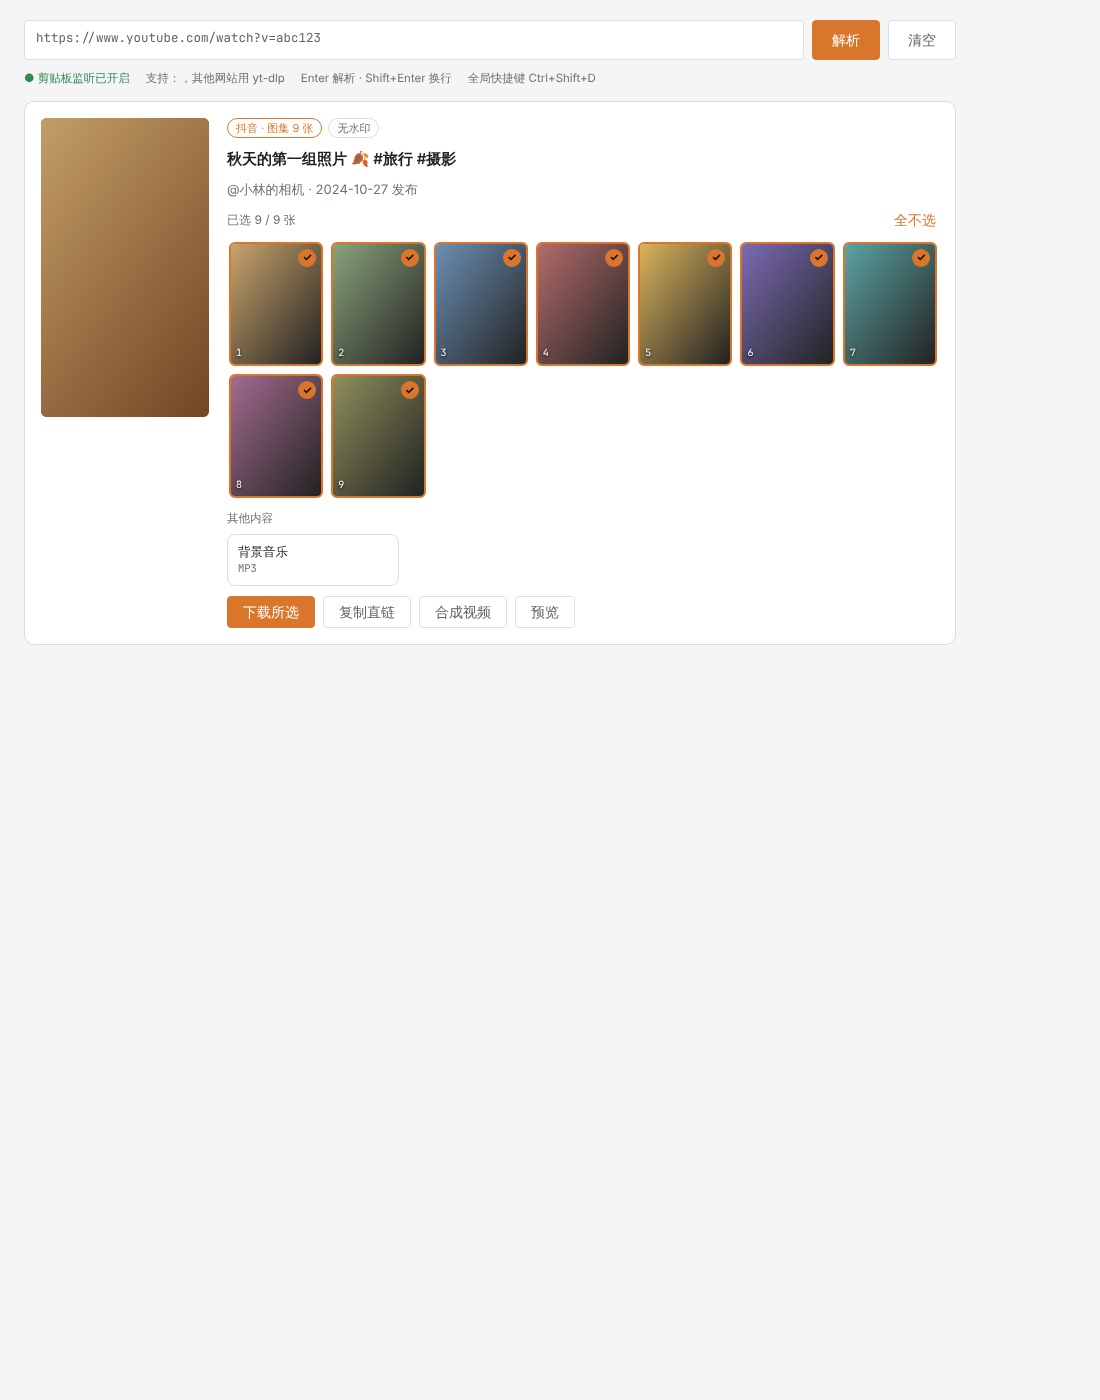 https://www.youtube.com/watch?v=abc123
解析
清空
剪贴板监听已开启 支持：，其他网站用 yt-dlp Enter 解析 · Shift+Enter 换行 全局快捷键 Ctrl+Shift+D
抖音 · 图集 9 张
无水印
秋天的第一组照片 🍂 #旅行 #摄影
@小林的相机 · 2024-10-27 发布
已选 9 / 9 张
全不选
1
2
3
4
5
6
7
8
9
其他内容
背景音乐
MP3
下载所选
复制直链
合成视频
预览